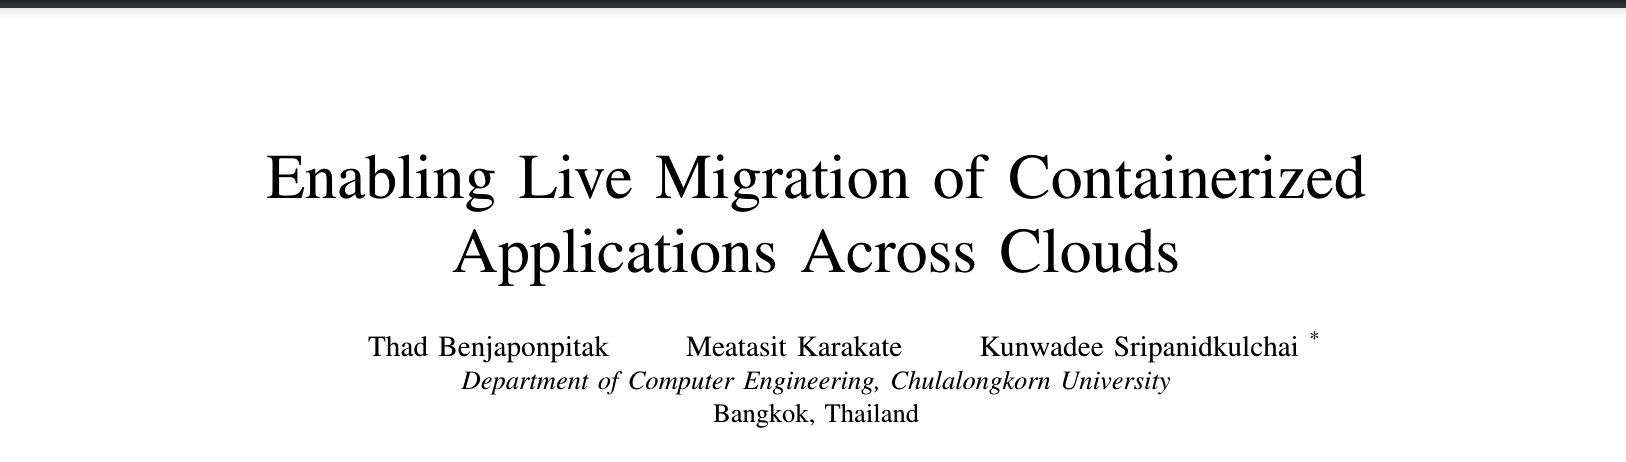 Enabling Live Migration of Containerized
Applications Across Clouds
Thad Benjaponpitak Meatasit Karakate Kunwadee Sripanidkulchai *
Department of Computer Engineering, Chulalongkorn University
Bangkok, Thailand